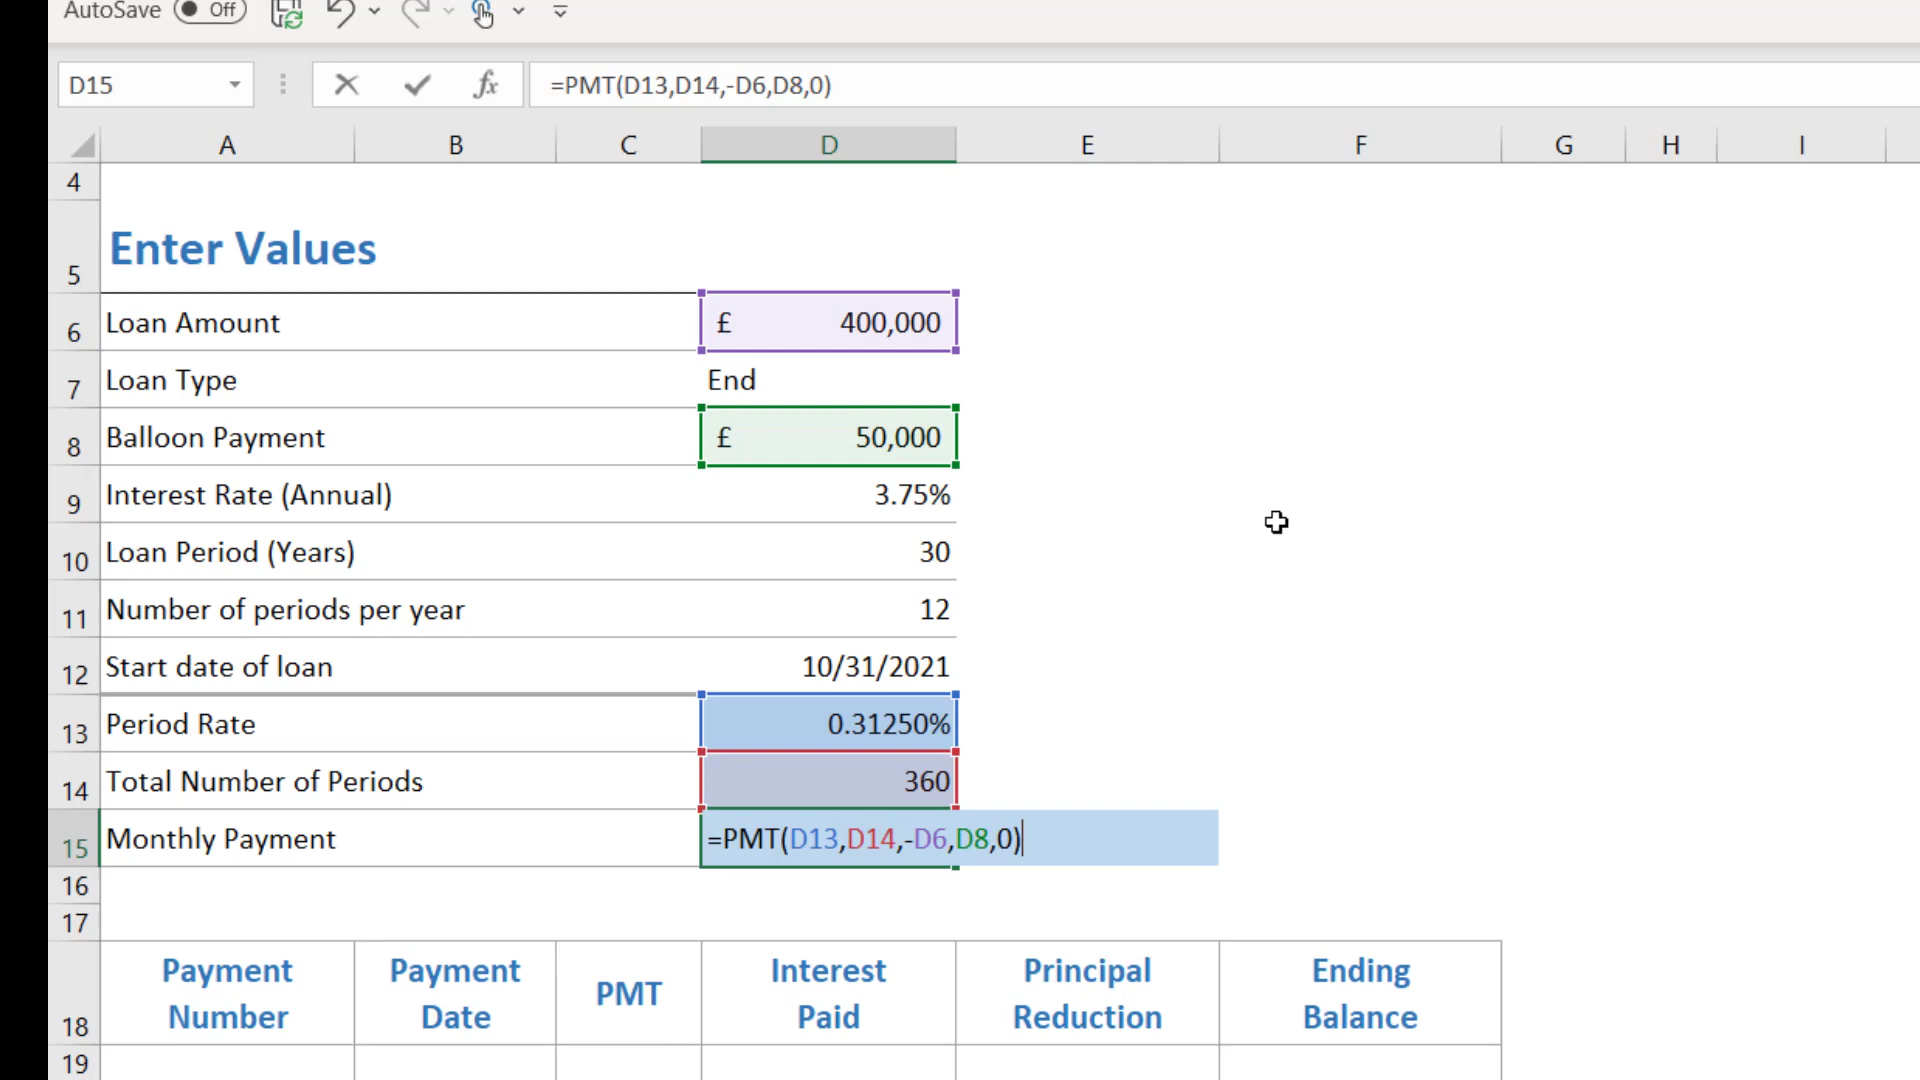 AutoSave Off
D15 fx =PMT(D13,D14,-D6,D8,0)
A B C D E F G H I
4
5 Enter Values
6 Loan Amount £ 400,000
7 Loan Type End
8 Balloon Payment £ 50,000
9 Interest Rate (Annual) 3.75%
10 Loan Period (Years) 30
11 Number of periods per year 12
12 Start date of loan 10/31/2021
13 Period Rate 0.31250%
14 Total Number of Periods 360
15 Monthly Payment =PMT(D13,D14,-D6,D8,0)
16
17
Payment Payment Interest Principal Ending
PMT
18 Number Date Paid Reduction Balance
19